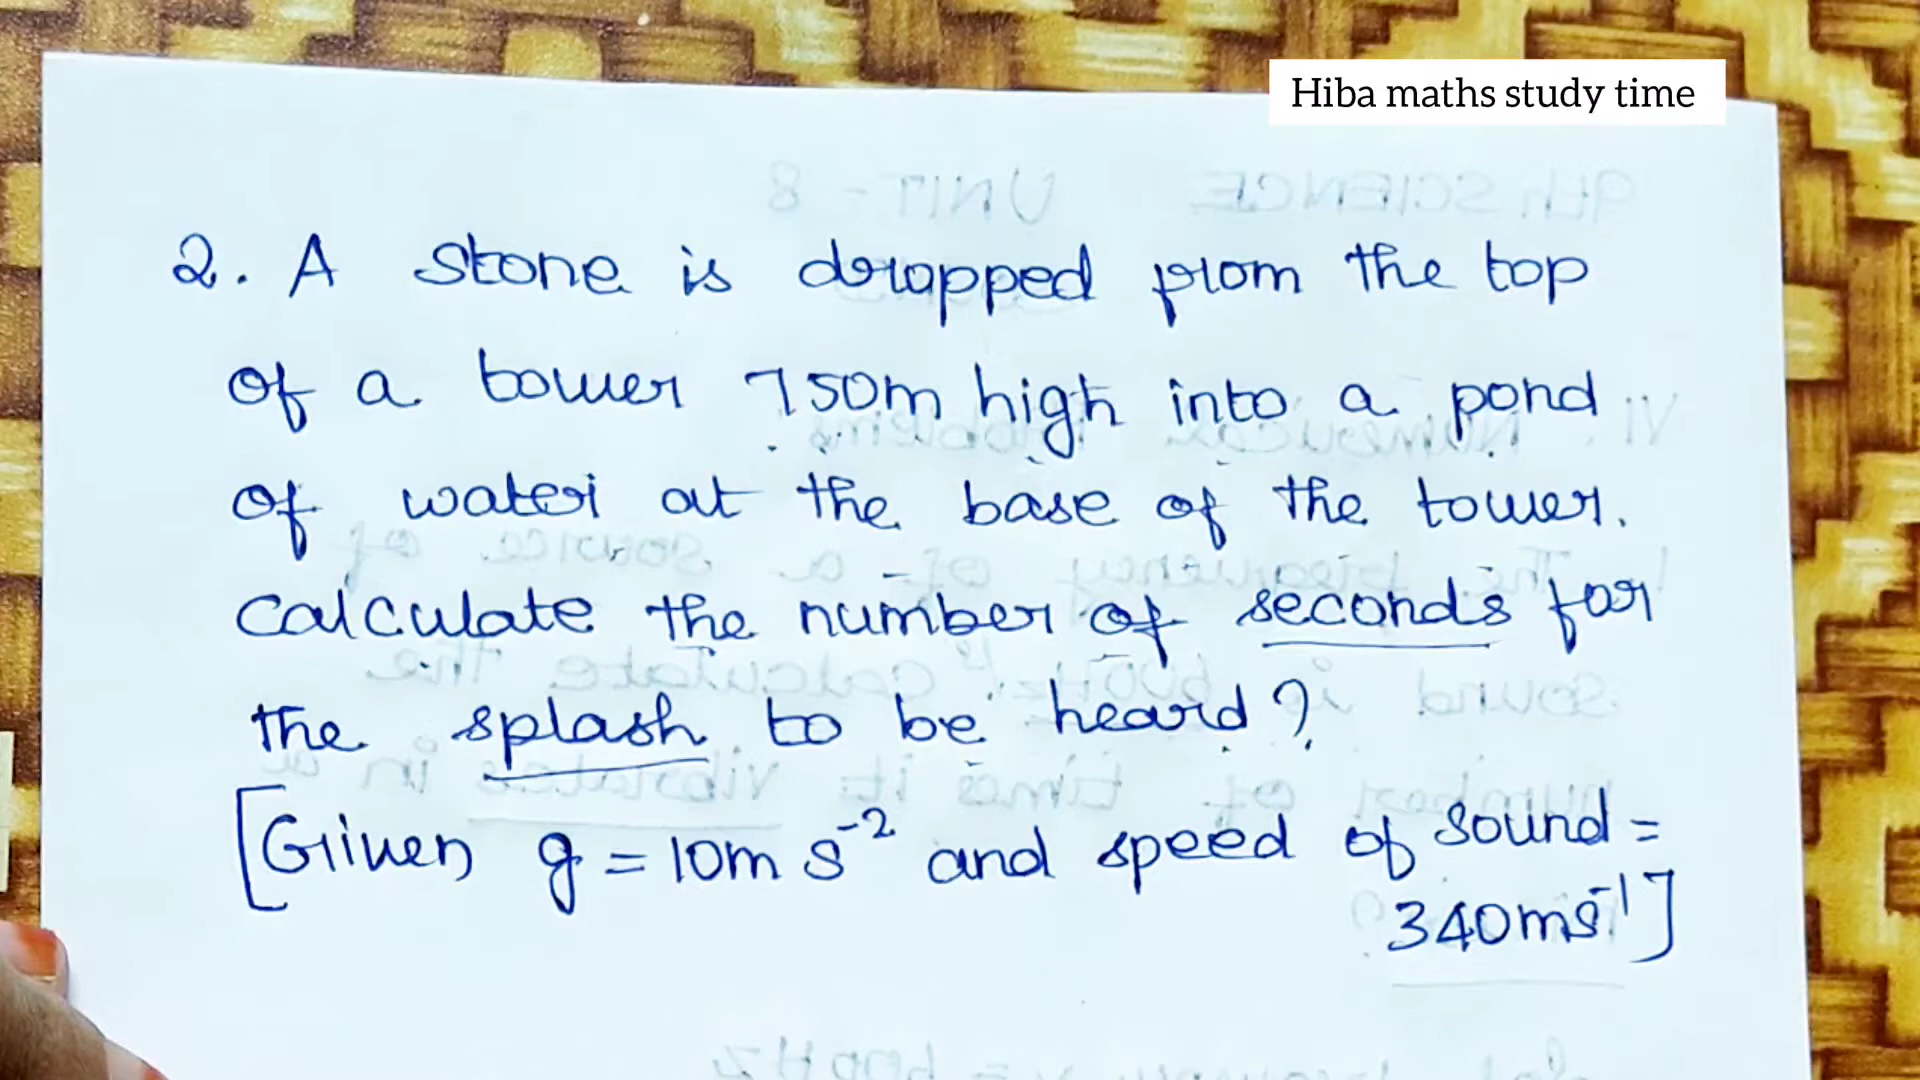 Hiba maths study time
2. A stone is dropped from the top
of a tower 750m high into a pond
of water at the base of the tower.
Calculate the number of seconds for
the splash to be heard?
[Given g = 10m s⁻² and speed of sound =
340ms⁻¹]